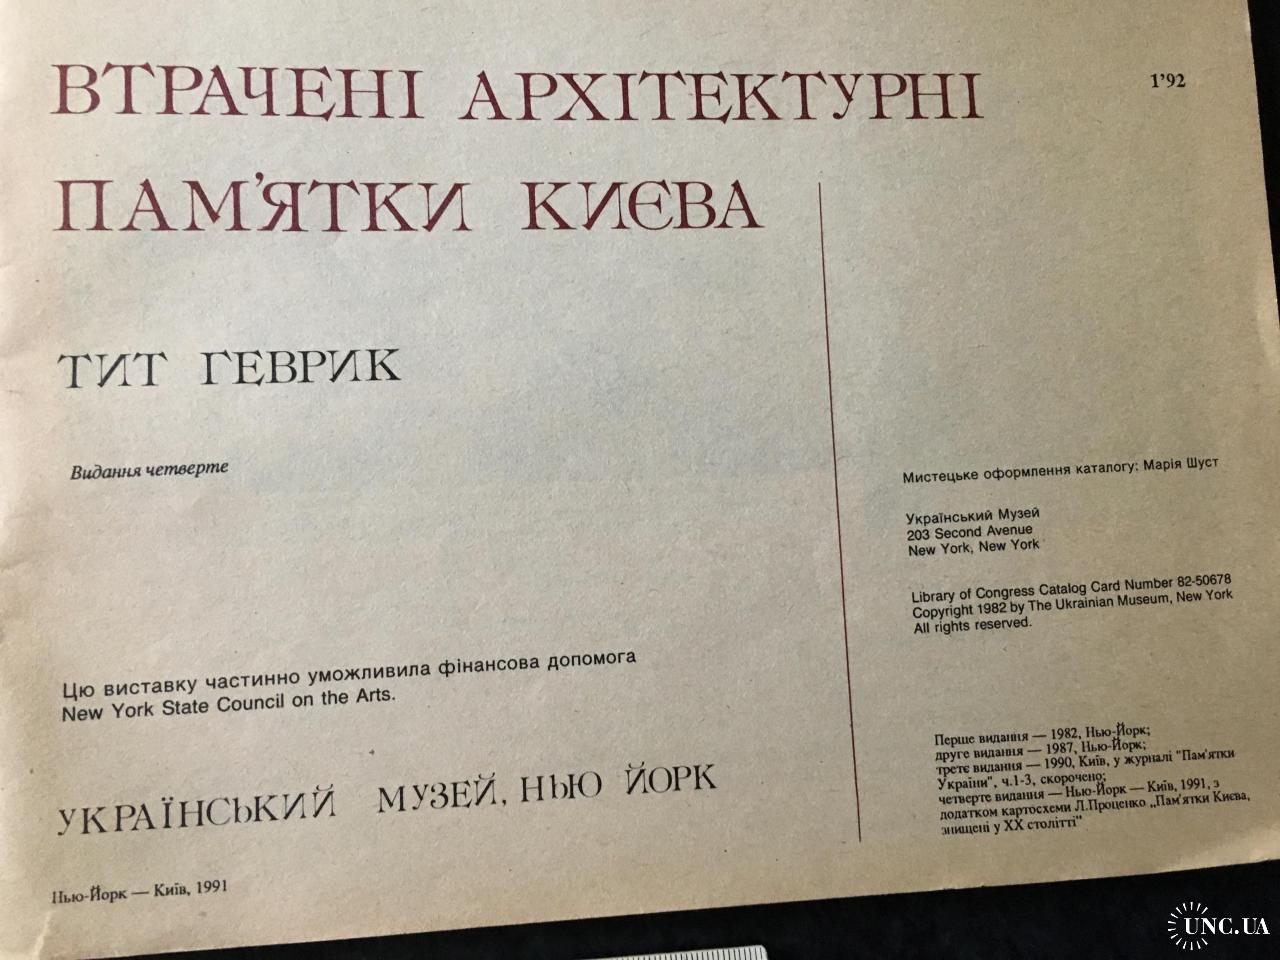 ВТРАЧЕНІ АРХІТЕКТУРНІ
ПАМ'ЯТКИ КИЄВА
1'92
ТИТ ГЕВРИК
Видання четверте
Цю виставку частинно уможливила фінансова допомога
New York State Council on the Arts.
УКРАЇНСЬКИЙ МУЗЕЙ, НЬЮ ЙОРК
Нью-Йорк — Київ, 1991
Мистецьке оформлення каталогу: Марія Шуст
Український Музей
203 Second Avenue
New York, New York
Library of Congress Catalog Card Number 82-50678
Copyright 1982 by The Ukrainian Museum, New York
All rights reserved.
Перше видання — 1982, Нью-Йорк;
друге видання — 1987, Нью-Йорк;
третє видання — 1990, Київ, у журналі "Пам'ятки
України", ч.1-3, скорочено;
четверте видання — Нью-Йорк — Київ, 1991, з
додатком картосхеми Л.Проценко „Пам'ятки Києва,
знищені у XX столітті"
UNC.UA